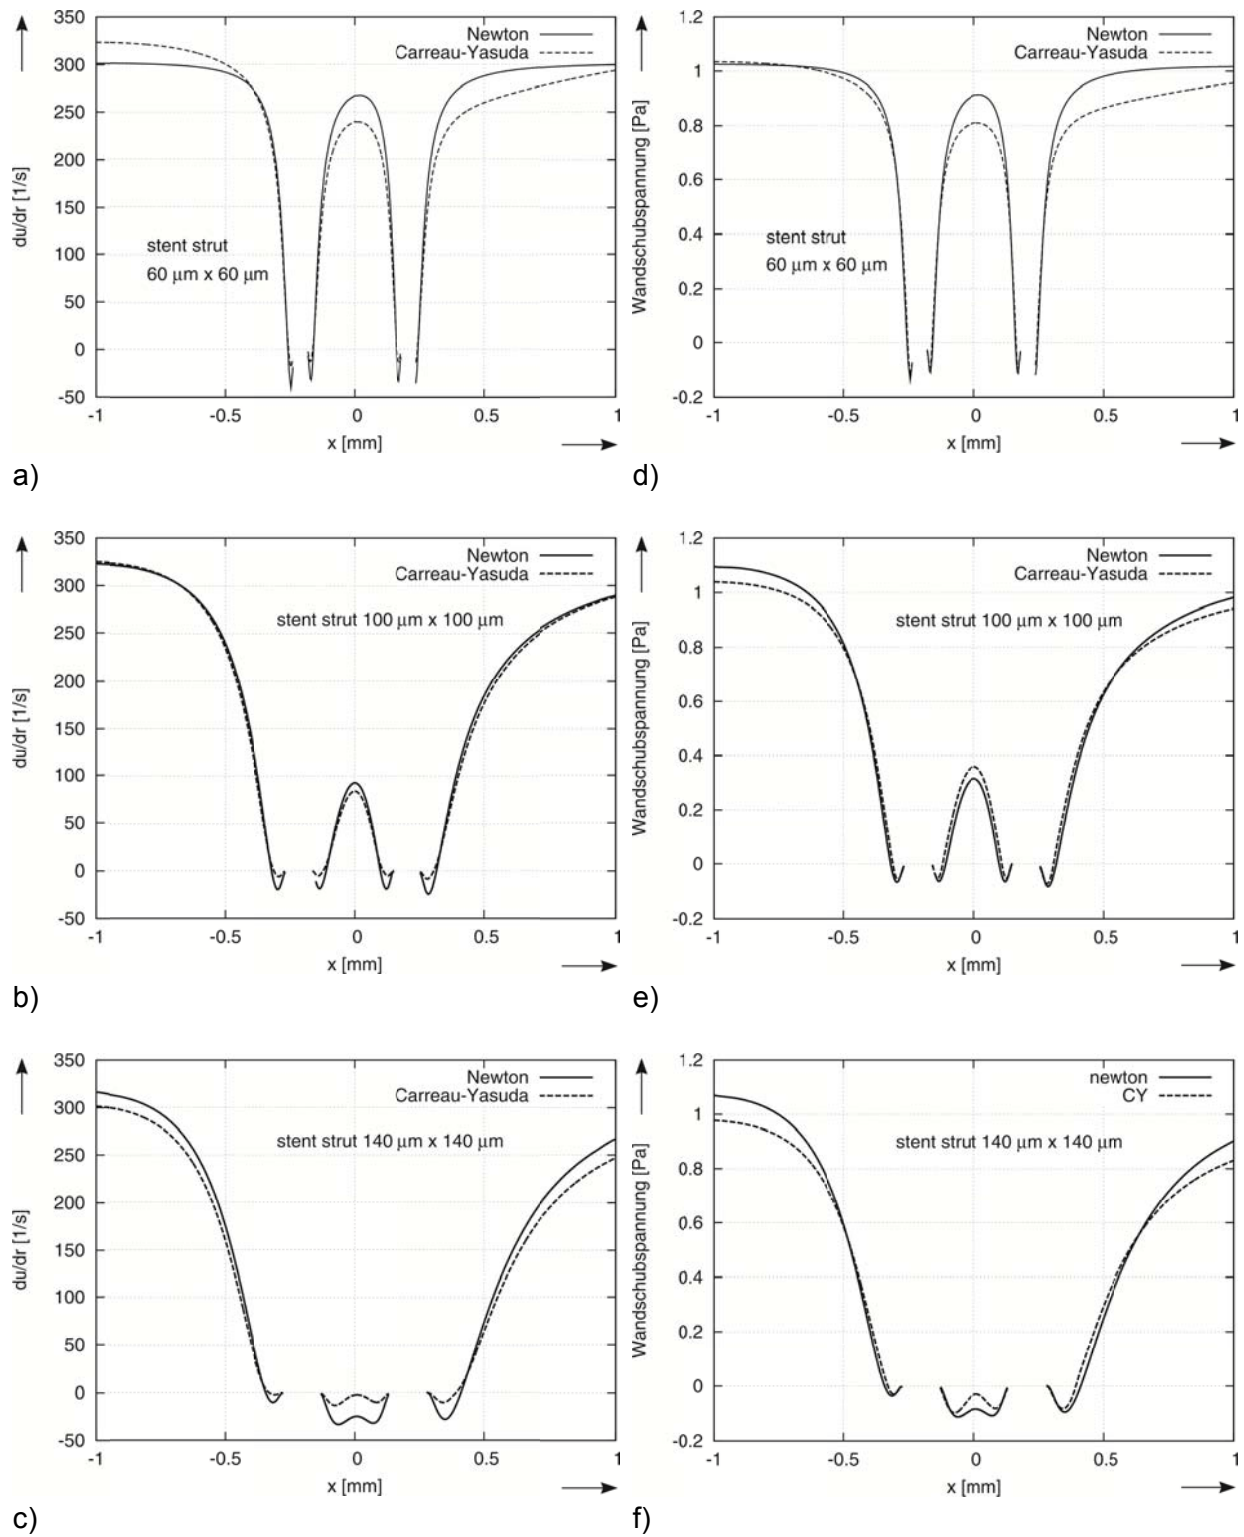 350
300
250
200
150
100
50
0
-50
du/dr [1/s]
Newton
Carreau-Yasuda
stent strut
60 μm x 60 μm
-1
-0.5
0
0.5
1
x [mm]
a)
1.2
1
0.8
0.6
0.4
0.2
0
-0.2
Wandschubspannung [Pa]
Newton
Carreau-Yasuda
stent strut
60 μm x 60 μm
-1
-0.5
0
0.5
1
x [mm]
d)
350
300
250
200
150
100
50
0
-50
du/dr [1/s]
Newton
Carreau-Yasuda
stent strut 100 μm x 100 μm
-1
-0.5
0
0.5
1
x [mm]
b)
1.2
1
0.8
0.6
0.4
0.2
0
-0.2
Wandschubspannung [Pa]
Newton
Carreau-Yasuda
stent strut 100 μm x 100 μm
-1
-0.5
0
0.5
1
x [mm]
e)
350
300
250
200
150
100
50
0
-50
du/dr [1/s]
Newton
Carreau-Yasuda
stent strut 140 μm x 140 μm
-1
-0.5
0
0.5
1
x [mm]
c)
1.2
1
0.8
0.6
0.4
0.2
0
-0.2
Wandschubspannung [Pa]
newton
CY
stent strut 140 μm x 140 μm
-1
-0.5
0
0.5
1
x [mm]
f)